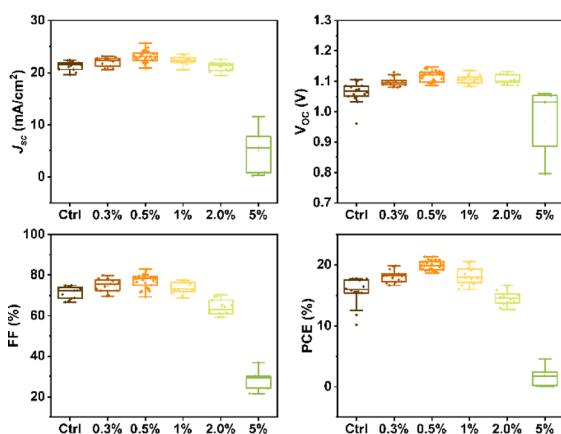 40
30
20
10
0
J_SC (mA/cm²)
Ctrl 0.3% 0.5% 1% 2.0% 5%
1.3
1.2
1.1
1.0
0.9
0.8
0.7
V_OC (V)
Ctrl 0.3% 0.5% 1% 2.0% 5%
100
80
60
40
20
FF (%)
Ctrl 0.3% 0.5% 1% 2.0% 5%
20
10
0
PCE (%)
Ctrl 0.3% 0.5% 1% 2.0% 5%